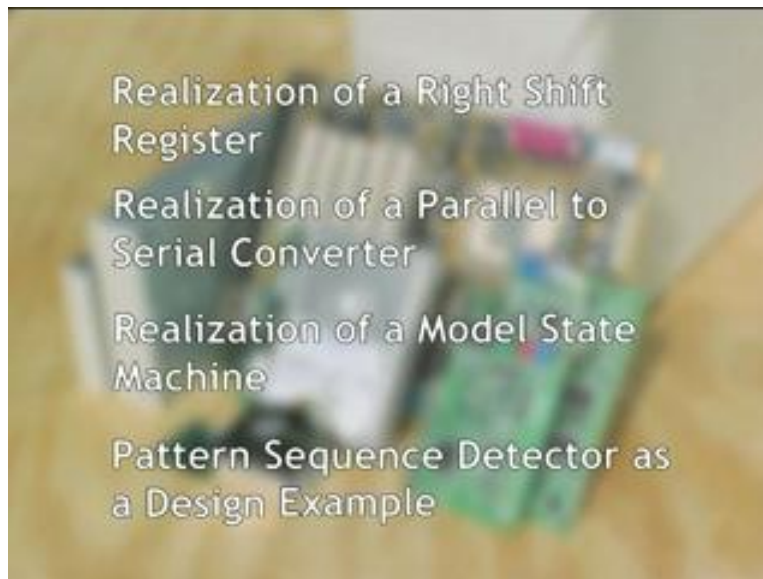 Realization of a Right Shift
Register
Realization of a Parallel to
Serial Converter
Realization of a Model State
Machine
Pattern Sequence Detector as
a Design Example